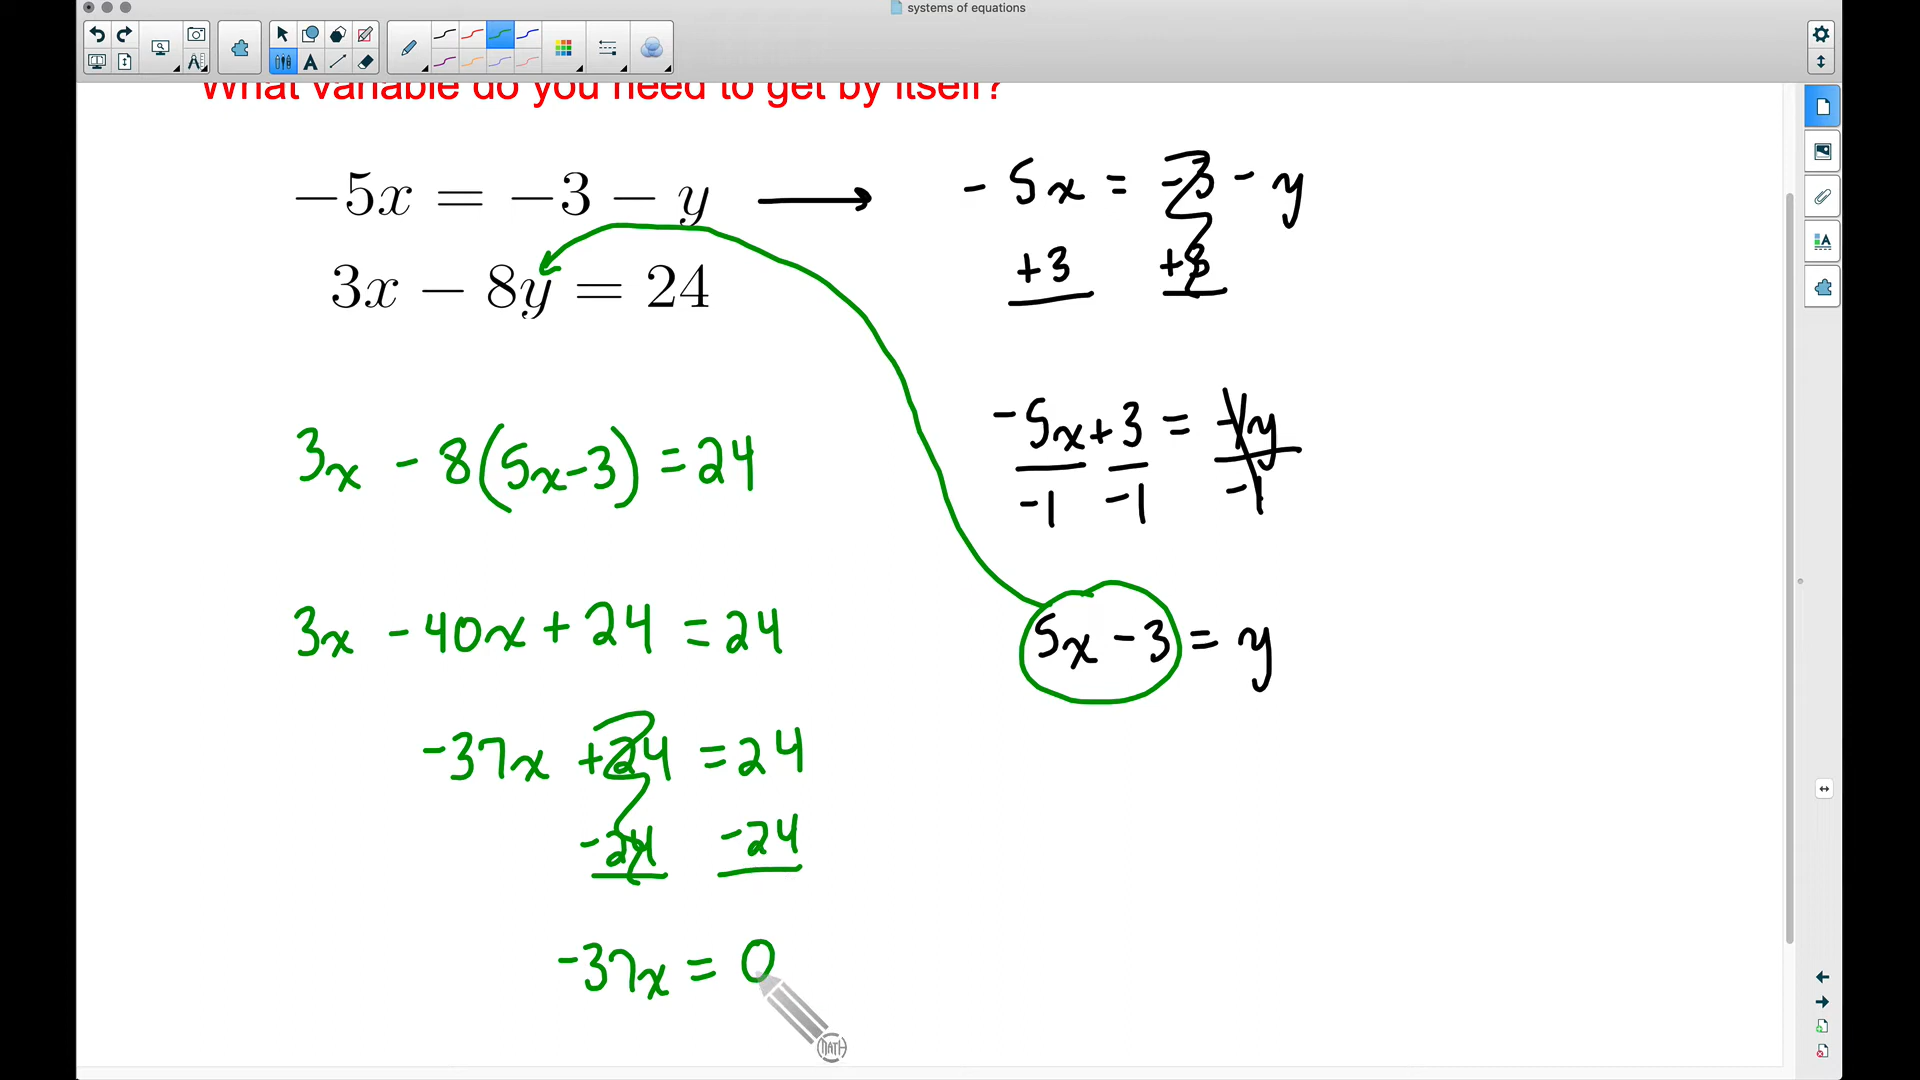 systems of equations
What variable do you need to get by itself?
−5x = −3 − y
3x − 8y = 24
3x - 8(5x-3) = 24
3x - 40x + 24 = 24
-37x +24 = 24
-24 -24
-37x = 0
- 5x = -3 - y
+3 +3
-5x+3 = -1y
-1 -1 -1
5x - 3 = y
MATH